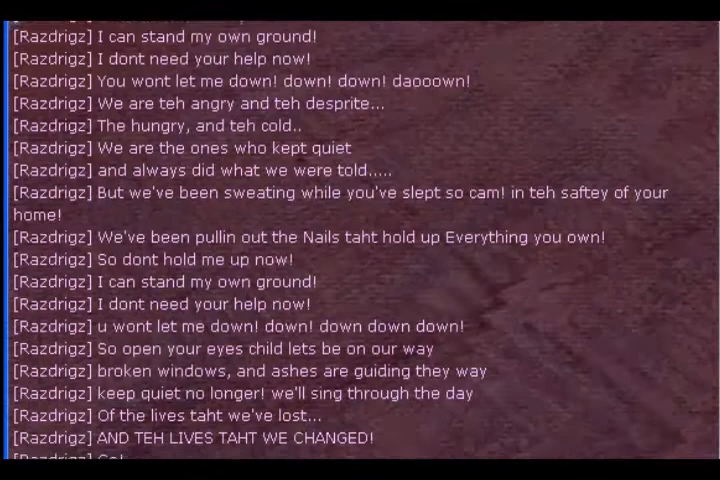 [Razdrigz] I can stand my own ground!
[Razdrigz] I dont need your help now!
[Razdrigz] You wont let me down! down! down! daooown!
[Razdrigz] We are teh angry and teh desprite...
[Razdrigz] The hungry, and teh cold..
[Razdrigz] We are the ones who kept quiet
[Razdrigz] and always did what we were told.....
[Razdrigz] But we've been sweating while you've slept so cam! in teh saftey of your
home!
[Razdrigz] We've been pullin out the Nails taht hold up Everything you own!
[Razdrigz] So dont hold me up now!
[Razdrigz] I can stand my own ground!
[Razdrigz] I dont need your help now!
[Razdrigz] u wont let me down! down! down down down!
[Razdrigz] So open your eyes child lets be on our way
[Razdrigz] broken windows, and ashes are guiding they way
[Razdrigz] keep quiet no longer! we'll sing through the day
[Razdrigz] Of the lives taht we've lost...
[Razdrigz] AND TEH LIVES TAHT WE CHANGED!
[Razdrigz] Go!